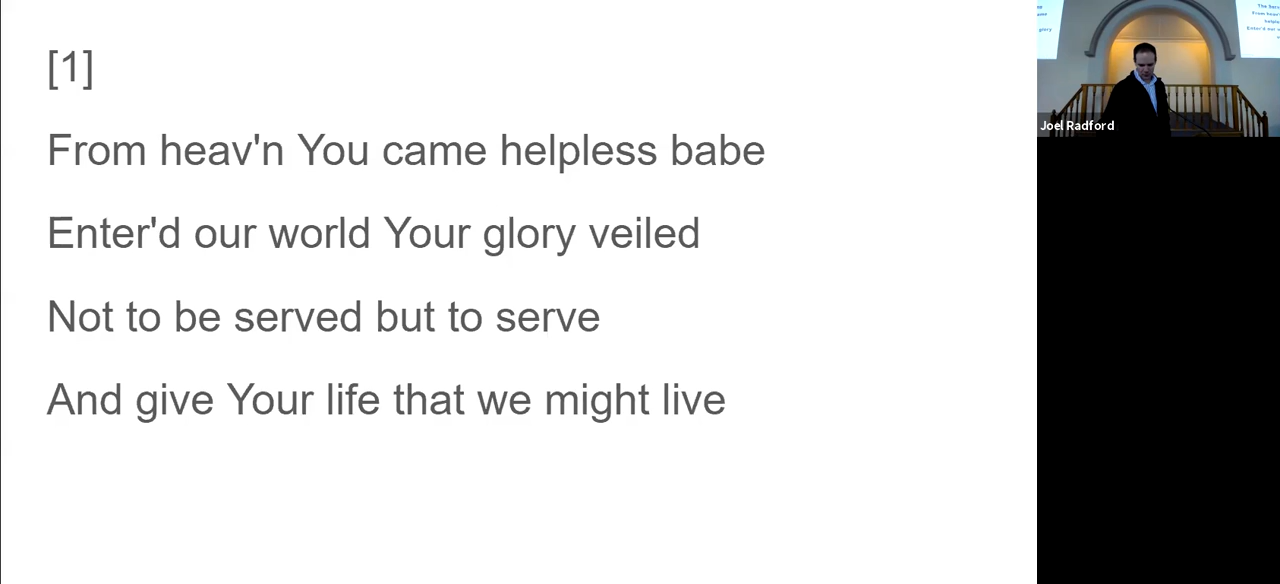 [1]
From heav'n You came helpless babe
Enter'd our world Your glory veiled
Not to be served but to serve
And give Your life that we might live
Joel Radford